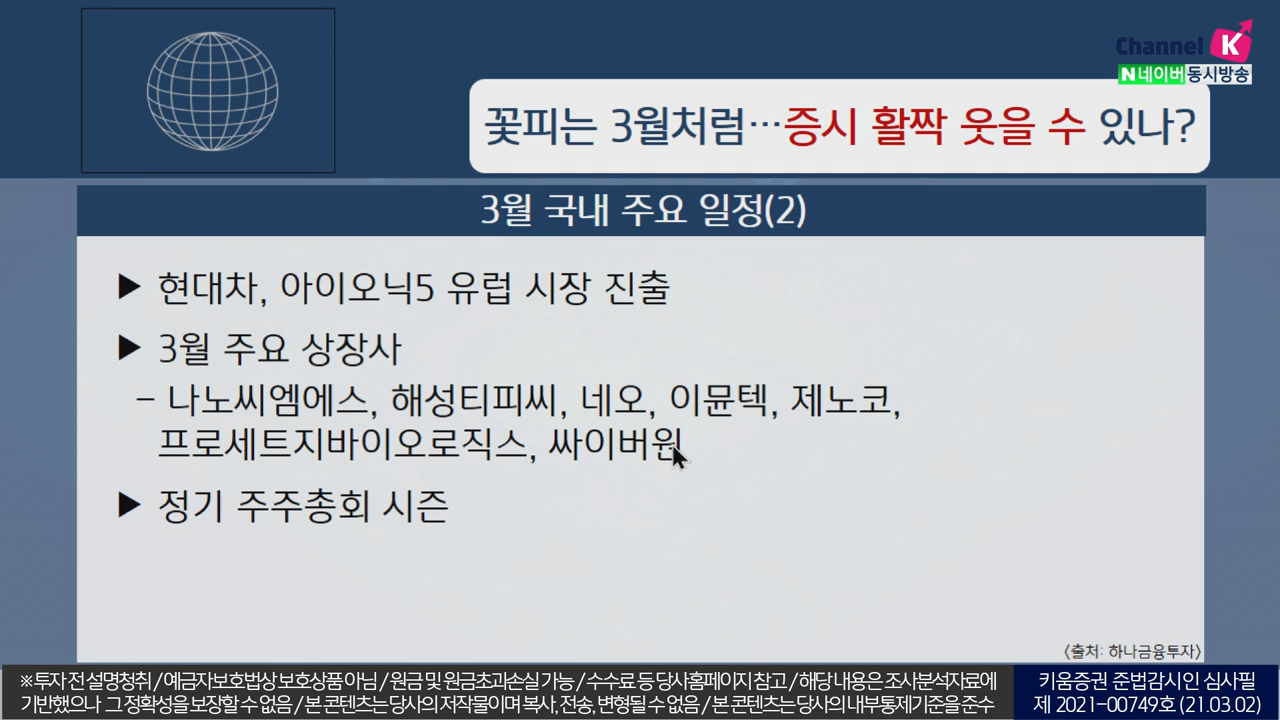 Channel K
N 네이버 동시방송
꽃피는 3월처럼…증시 활짝 웃을 수 있나?
3월 국내 주요 일정(2)
▶ 현대차, 아이오닉5 유럽 시장 진출
▶ 3월 주요 상장사
- 나노씨엠에스, 해성티피씨, 네오, 이뮨텍, 제노코,
프로세트지바이오로직스, 싸이버원
▶ 정기 주주총회 시즌
<출처: 하나금융투자>
※ 투자 전 설명청취 / 예금자보호법상 보호상품 아님 / 원금 및 원금초과손실 가능 / 수수료 등 당사홈페이지 참고 / 해당 내용은 조사분석자료에
기반했으나 그 정확성을 보장할 수 없음 / 본 콘텐츠는 당사의 저작물이며 복사, 전송, 변형될 수 없음 / 본 콘텐츠는 당사의 내부통제기준을 준수
키움증권 준법감시인 심사필
제 2021-00749호 (21.03.02)